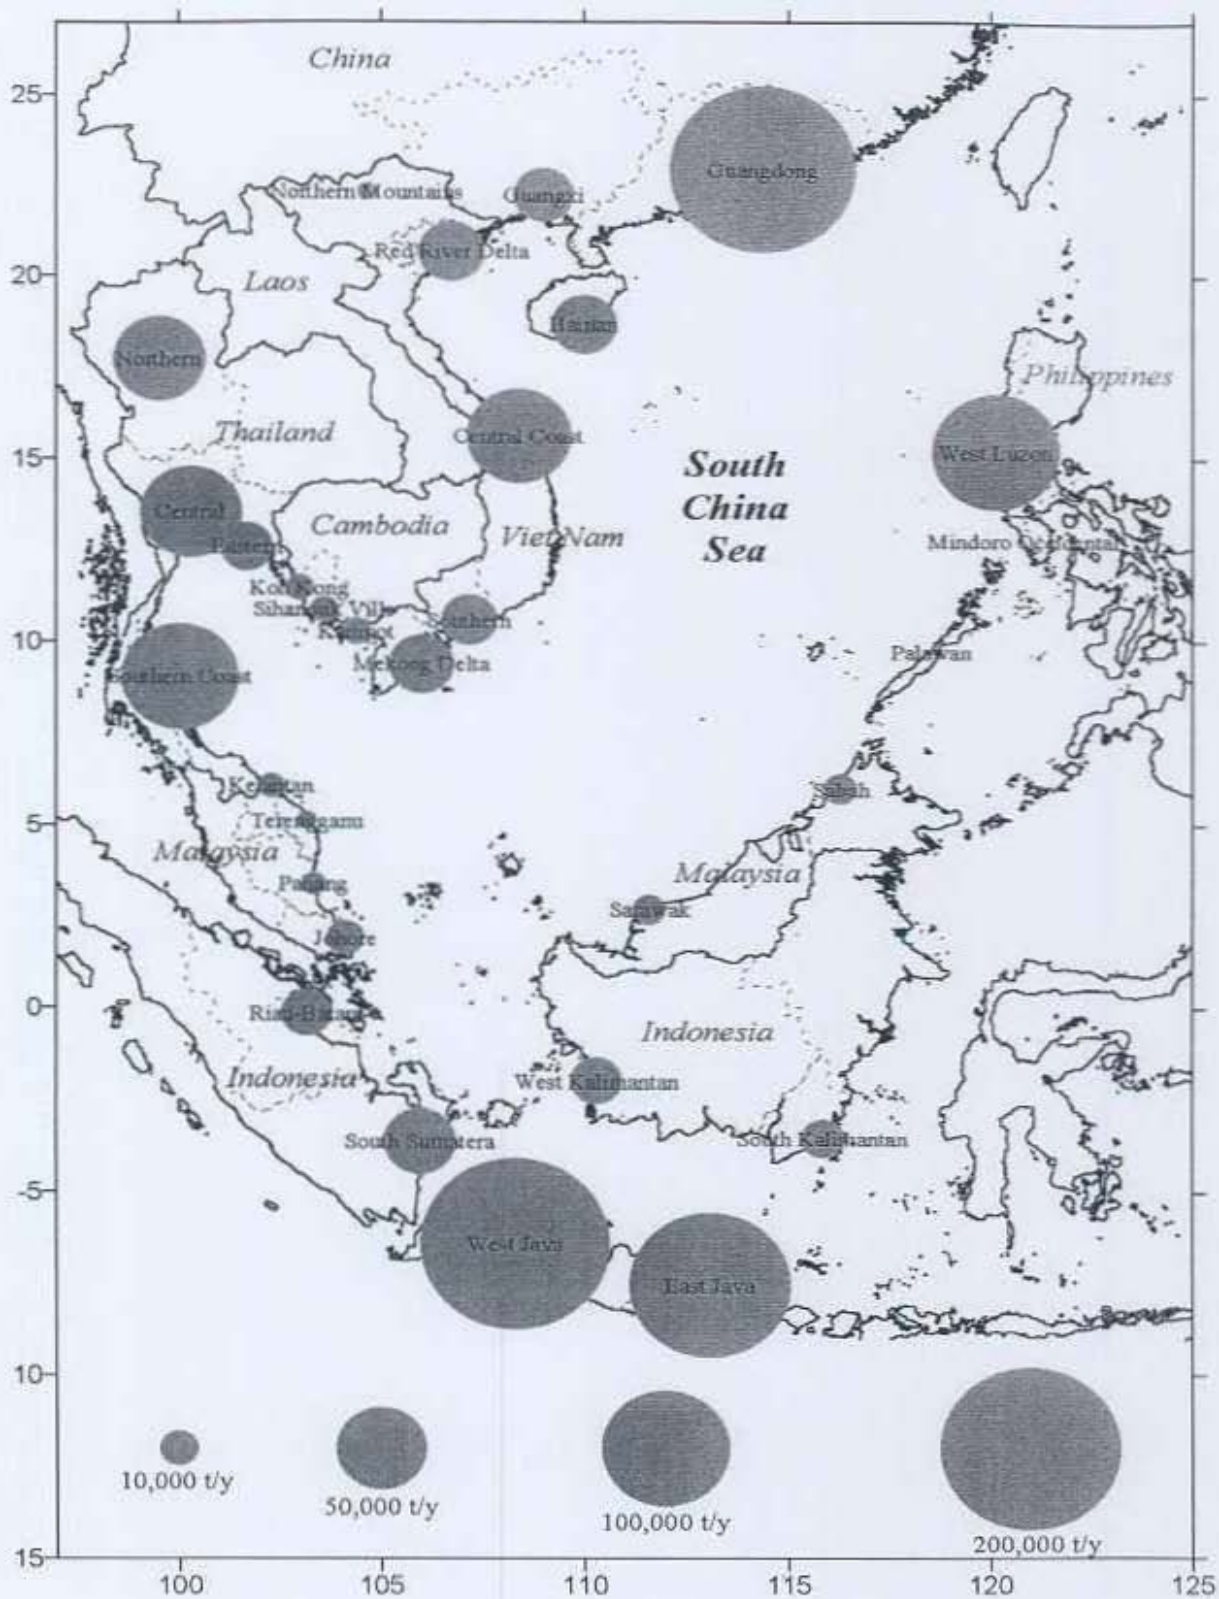 China
25
Guangdong
Northern Mountains
Guangxi
Red River Delta
20
Laos
Hainan
Northern
Philippines
Thailand
Central Coast
15
West Luzon
South
China
Sea
Central
Cambodia
Viet Nam
Eastern
Mindoro Occidental
Koh Kong
Sihanouk Ville
Southern
10
Kampot
Mekong Delta
Palawan
Southern Coast
Kelantan
Sabah
5
Terengganu
Malaysia
Malaysia
Pahang
Sarawak
Johore
0
Riau-Batam
Indonesia
Indonesia
West Kalimantan
South Sumatera
South Kalimantan
-5
West Java
East Java
10
10,000 t/y
50,000 t/y
100,000 t/y
200,000 t/y
15
100
105
110
115
120
125